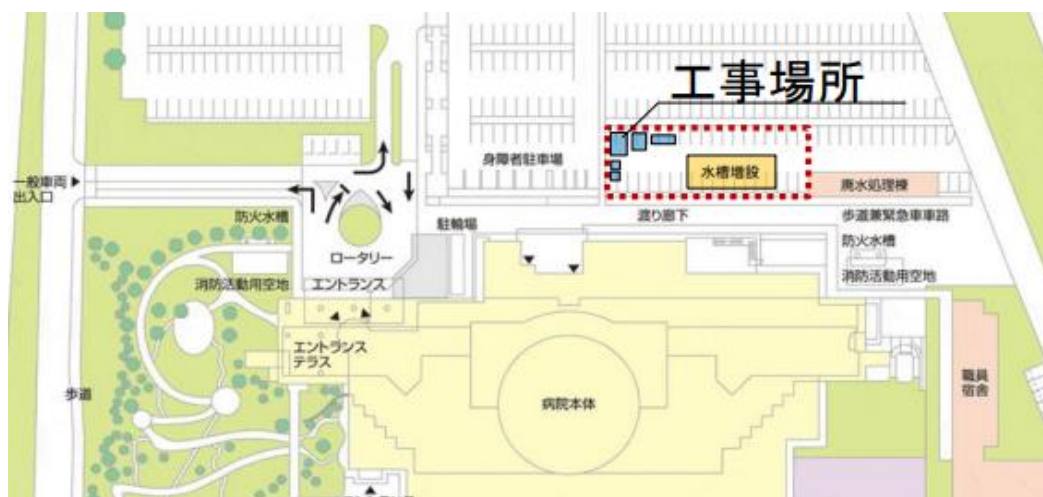 工事場所
身障者駐車場
水槽増設
一般車両
出入口
廃水処理棟
防火水槽
駐輪場
渡り廊下
歩道兼緊急車車路
ロータリー
防火水槽
消防活動用空地
エントランス
消防活動用空地
エントランス
テラス
歩道
病院本体
職員
宿舎